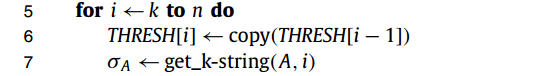 5 for i ← k to n do
6 THRESH[i] ← copy(THRESH[i − 1])
7 σA ← get_k-string(A, i)